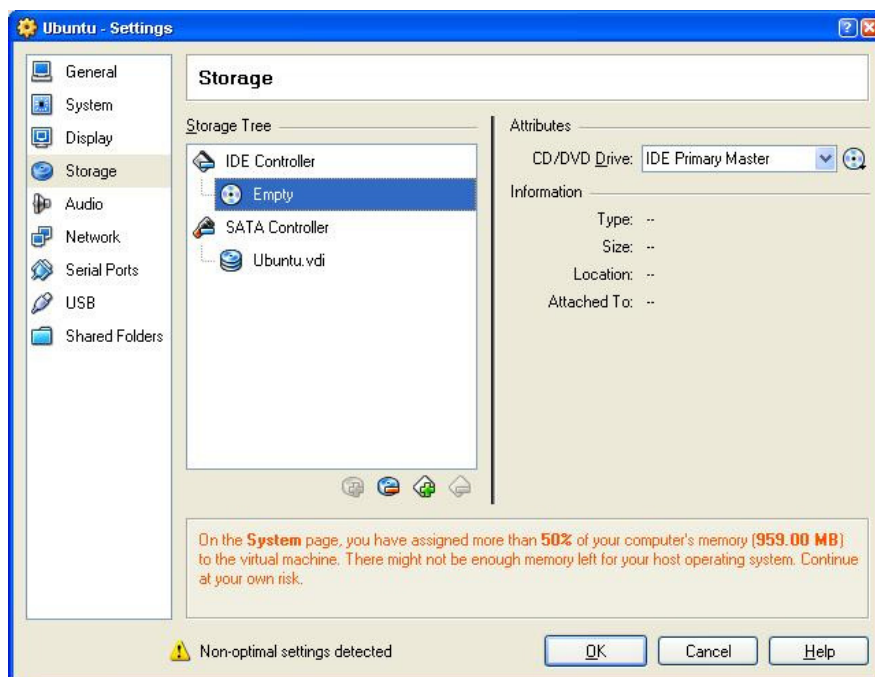 Ubuntu - Settings
General
System
Display
Storage
Audio
Network
Serial Ports
USB
Shared Folders
Storage
Storage Tree
IDE Controller
Empty
SATA Controller
Ubuntu.vdi
Attributes
CD/DVD Drive: IDE Primary Master
Information
Type: --
Size: --
Location: --
Attached To: --
On the System page, you have assigned more than 50% of your computer's memory (959.00 MB)
to the virtual machine. There might not be enough memory left for your host operating system. Continue
at your own risk.
Non-optimal settings detected
OK
Cancel
Help